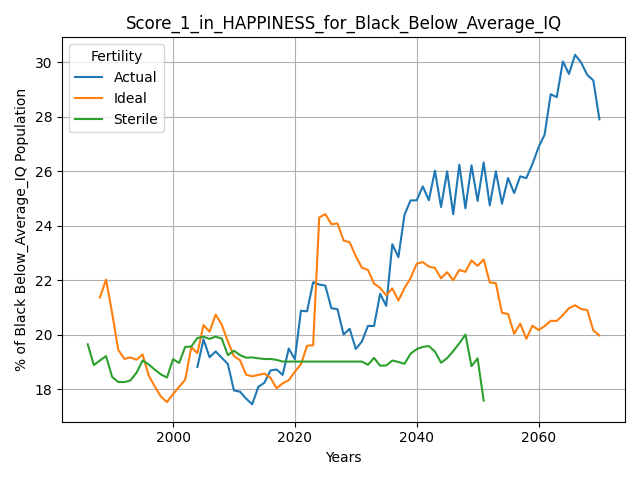 Score_1_in_HAPPINESS_for_Black_Below_Average_IQ
Fertility
Actual
Ideal
Sterile
% of Black Below_Average_IQ Population
30
28
26
24
22
20
18
2000
2020
2040
2060
Years